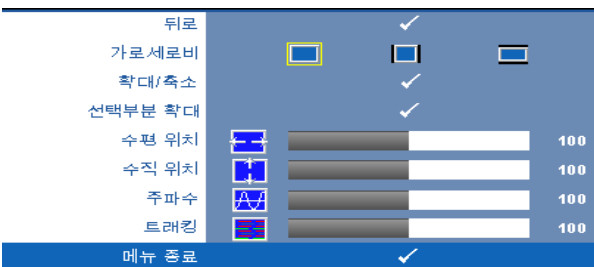 뒤로
가로세로비
확대/축소
선택부분 확대
수평 위치 100
수직 위치 100
주파수 100
트래킹 100
메뉴 종료